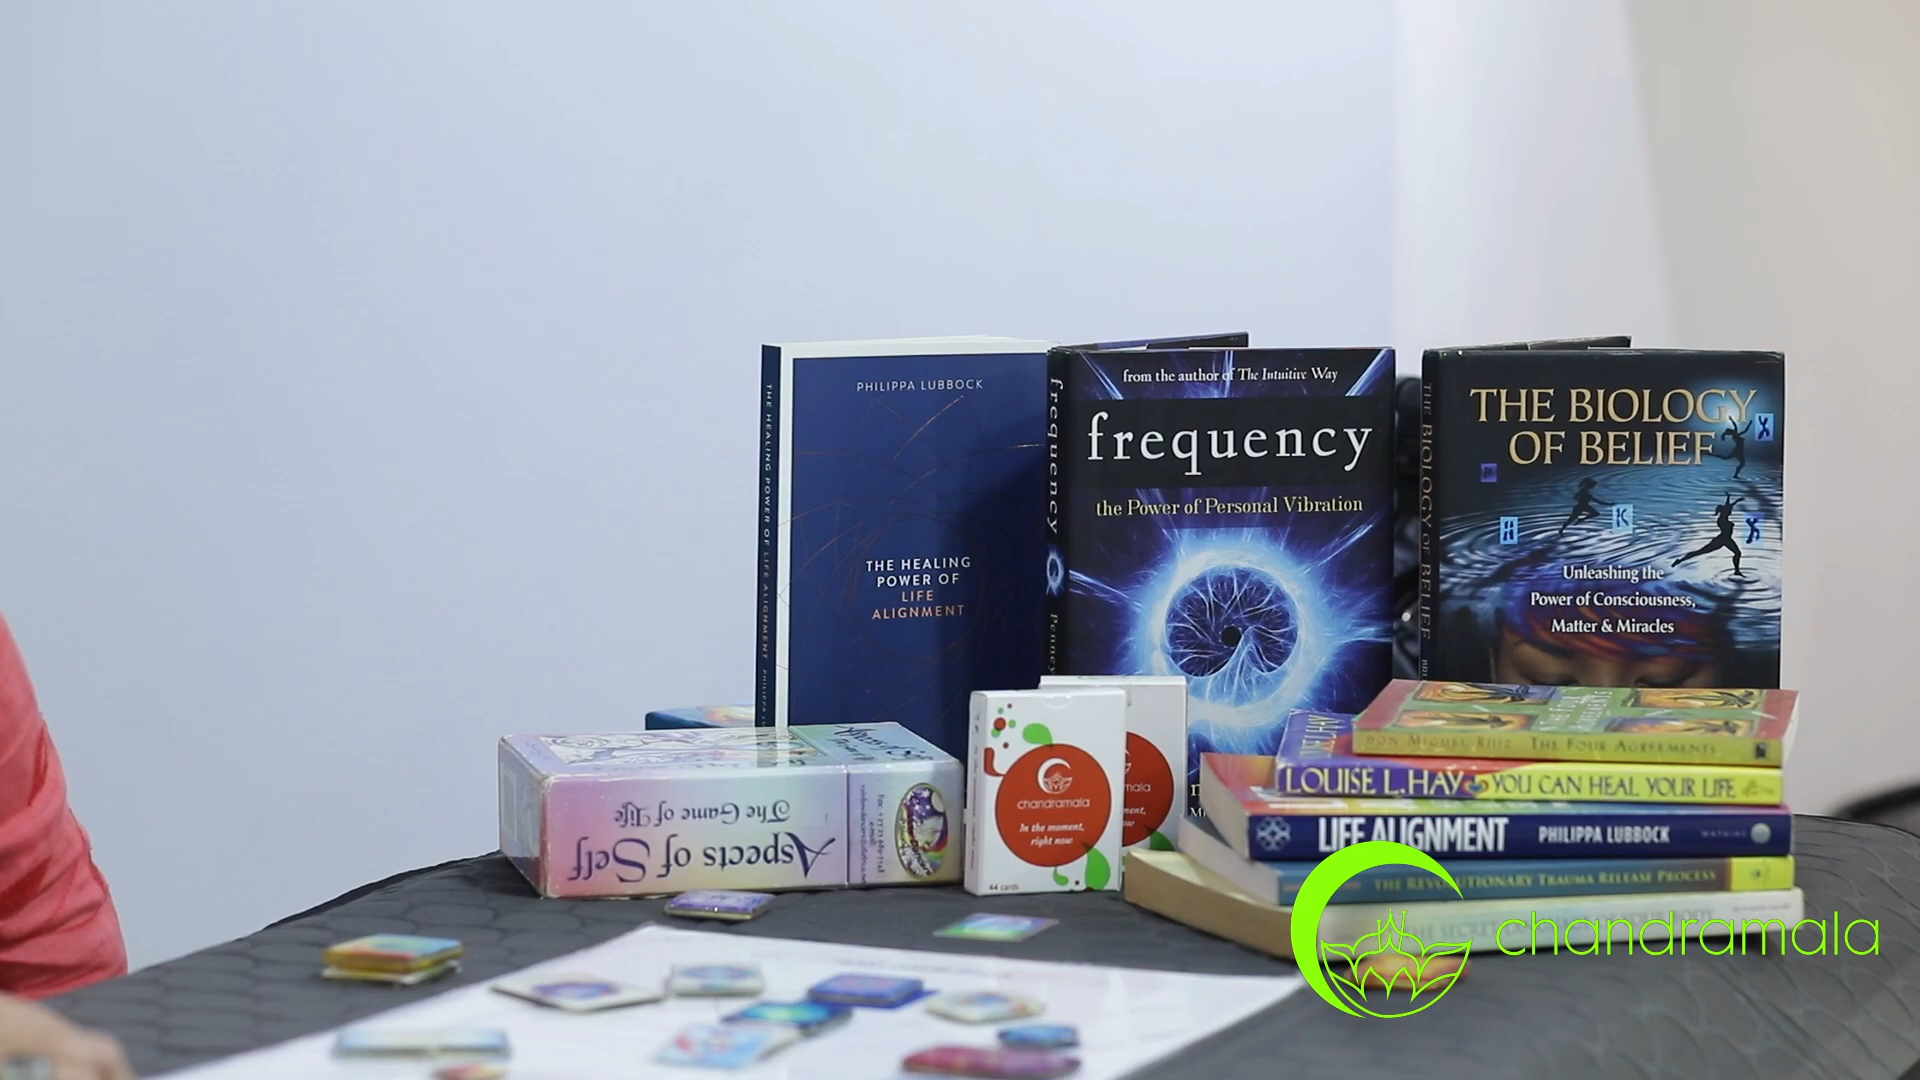 PHILIPPA LUBBOCK
THE HEALING
POWER OF
LIFE
ALIGNMENT
THE HEALING POWER OF LIFE ALIGNMENT
from the author of The Intuitive Way
frequency
the Power of Personal Vibration
frequency
Penney
THE BIOLOGY
OF BELIEF
Unleashing the
Power of Consciousness,
Matter & Miracles
THE BIOLOGY OF BELIEF
Aspects of Self
The Game of Life
chandramala
In the moment,
right now
44 cards
DON MIGUEL RUIZ THE FOUR AGREEMENTS
LOUISE L. HAY YOU CAN HEAL YOUR LIFE
LIFE ALIGNMENT PHILIPPA LUBBOCK WATKINS
THE REVOLUTIONARY TRAUMA RELEASE PROCESS
THE SECRET
chandramala